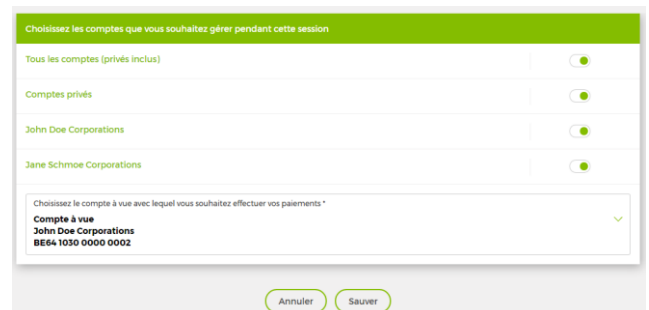 Choisissez les comptes que vous souhaitez gérer pendant cette session
Tous les comptes (privés inclus)
Comptes privés
John Doe Corporations
Jane Schmoe Corporations
Choisissez le compte à vue avec lequel vous souhaitez effectuer vos paiements *
Compte à vue
John Doe Corporations
BE64 1030 0000 0002
Annuler
Sauver